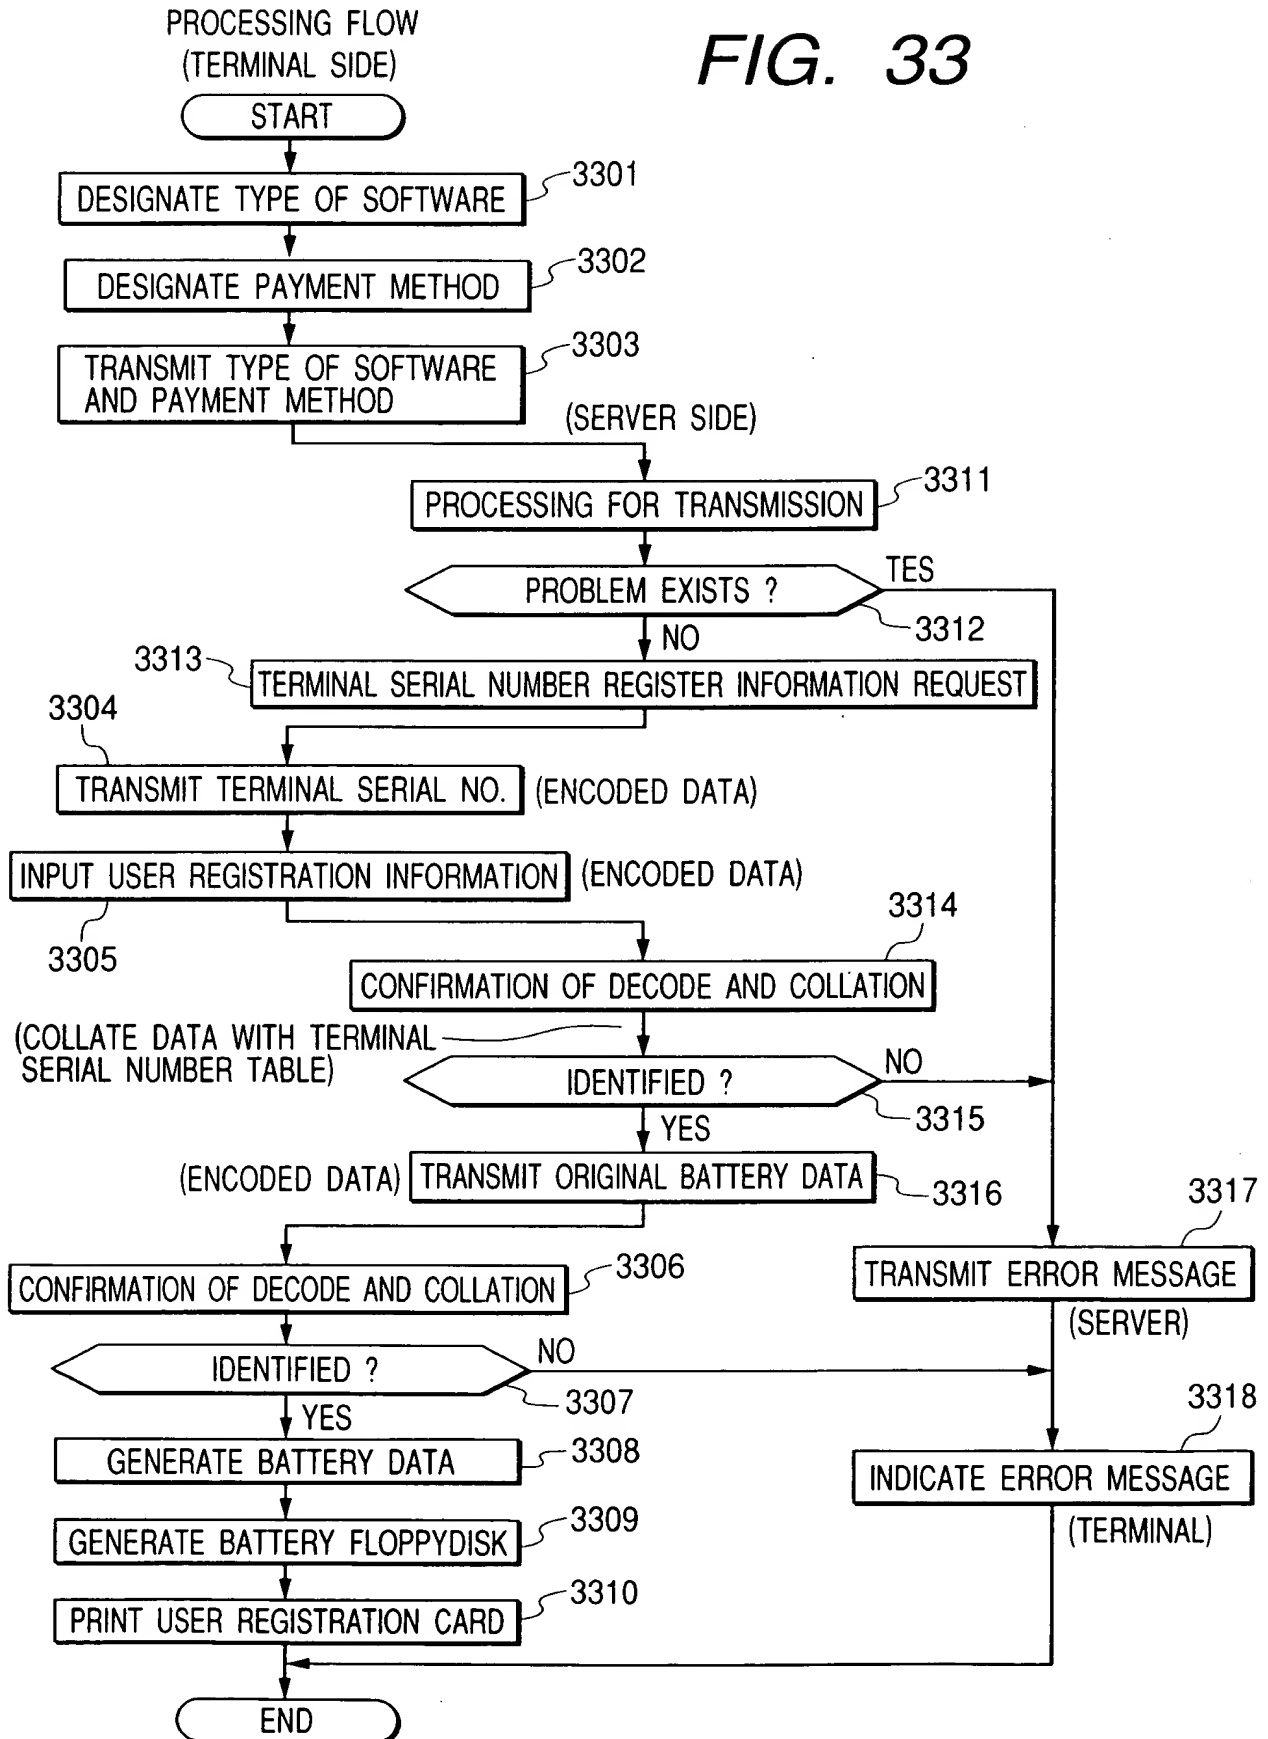 PROCESSING FLOW
(TERMINAL SIDE)
FIG. 33
START
3301
DESIGNATE TYPE OF SOFTWARE
3302
DESIGNATE PAYMENT METHOD
3303
TRANSMIT TYPE OF SOFTWARE
AND PAYMENT METHOD
(SERVER SIDE)
3311
PROCESSING FOR TRANSMISSION
TES
PROBLEM EXISTS ?
3312
NO
3313
TERMINAL SERIAL NUMBER REGISTER INFORMATION REQUEST
3304
TRANSMIT TERMINAL SERIAL NO. (ENCODED DATA)
INPUT USER REGISTRATION INFORMATION (ENCODED DATA)
3305
3314
CONFIRMATION OF DECODE AND COLLATION
(COLLATE DATA WITH TERMINAL
SERIAL NUMBER TABLE)
NO
IDENTIFIED ?
3315
YES
(ENCODED DATA) TRANSMIT ORIGINAL BATTERY DATA
3316
3317
TRANSMIT ERROR MESSAGE
(SERVER)
3306
CONFIRMATION OF DECODE AND COLLATION
NO
IDENTIFIED ?
3307
YES
3318
INDICATE ERROR MESSAGE
(TERMINAL)
3308
GENERATE BATTERY DATA
3309
GENERATE BATTERY FLOPPYDISK
3310
PRINT USER REGISTRATION CARD
END